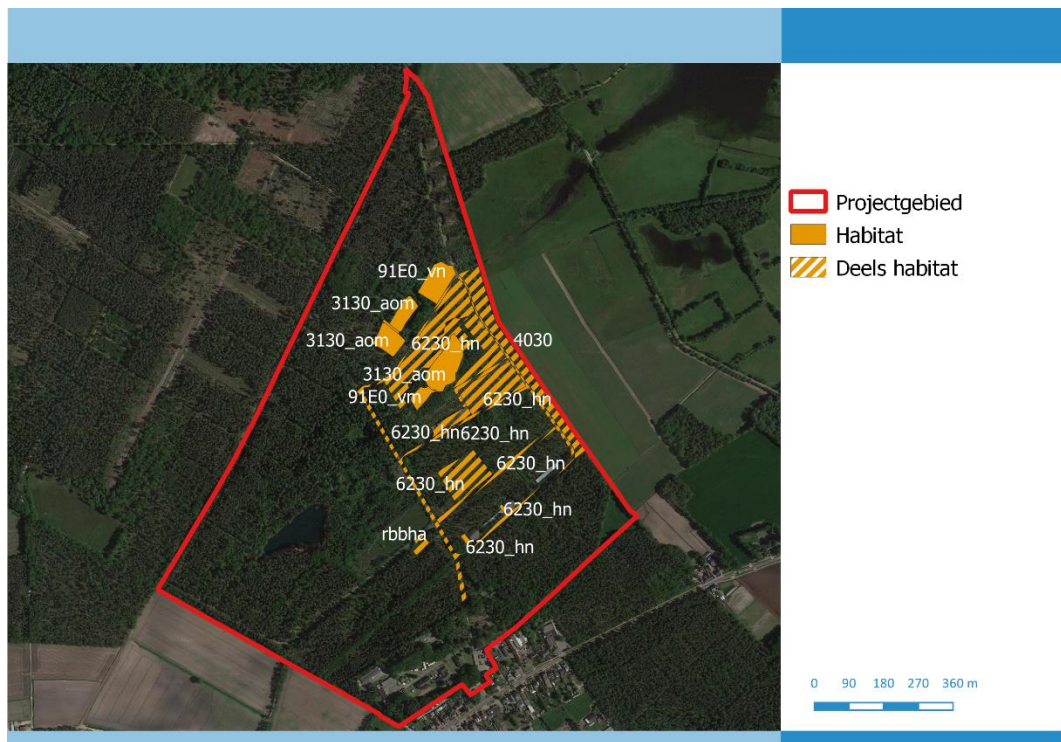 Projectgebied
Habitat
Deels habitat
91E0_vn
3130_aom
3130_aom
6230_hn
4030
3130_aom
91E0_vm
6230_hn
6230_hn
6230_hn
6230_hn
6230_hn
6230_hn
rbbha
6230_hn
0 90 180 270 360 m